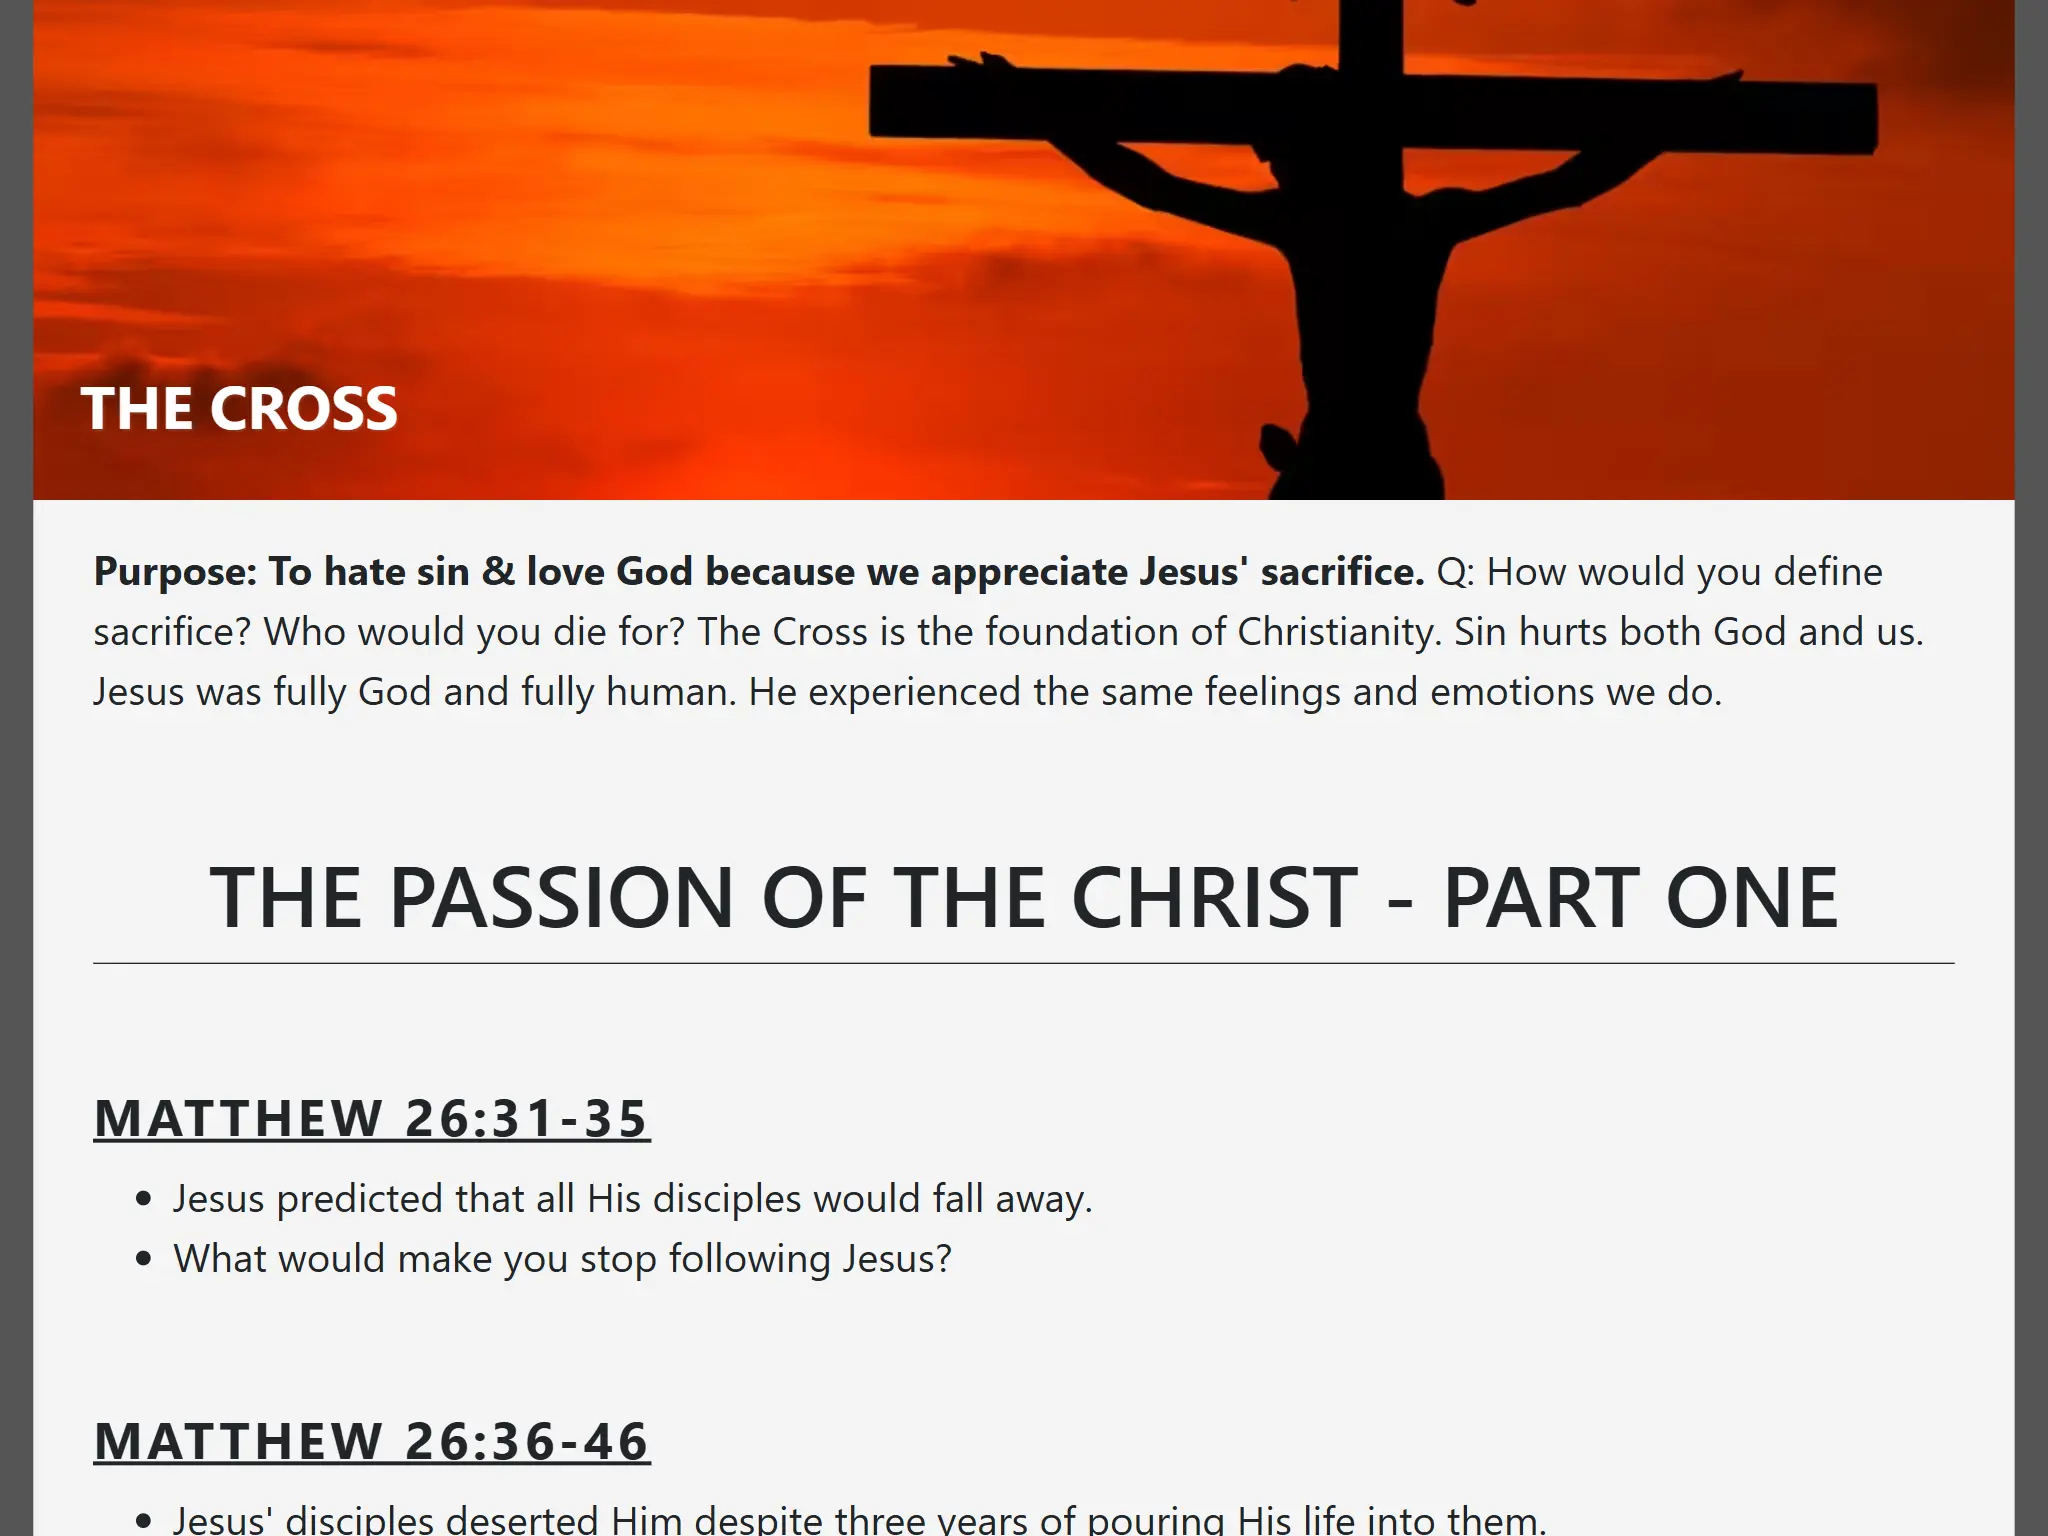 THE CROSS
Purpose: To hate sin & love God because we appreciate Jesus' sacrifice. Q: How would you define
sacrifice? Who would you die for? The Cross is the foundation of Christianity. Sin hurts both God and us.
Jesus was fully God and fully human. He experienced the same feelings and emotions we do.
THE PASSION OF THE CHRIST - PART ONE
MATTHEW 26:31-35
• Jesus predicted that all His disciples would fall away.
• What would make you stop following Jesus?
MATTHEW 26:36-46
• Jesus' disciples deserted Him despite three years of pouring His life into them.